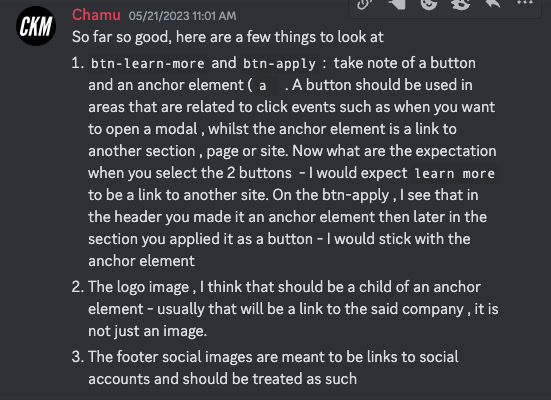 CKM
Chamu 05/21/2023 11:01 AM
So far so good, here are a few things to look at
1. btn-learn-more and btn-apply : take note of a button
and an anchor element ( a . A button should be used in
areas that are related to click events such as when you want
to open a modal , whilst the anchor element is a link to
another section , page or site. Now what are the expectation
when you select the 2 buttons - I would expect learn more
to be a link to another site. On the btn-apply , I see that in
the header you made it an anchor element then later in the
section you applied it as a button - I would stick with the
anchor element
2. The logo image , I think that should be a child of an anchor
element - usually that will be a link to the said company , it is
not just an image.
3. The footer social images are meant to be links to social
accounts and should be treated as such